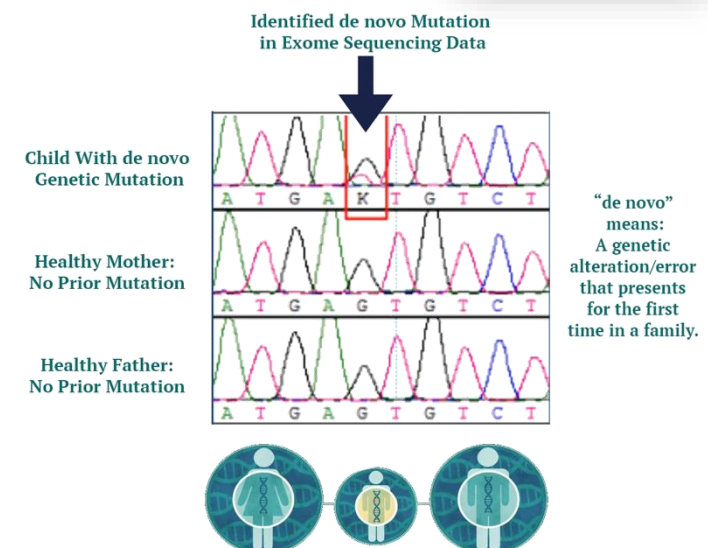 Identified de novo Mutation
in Exome Sequencing Data
Child With de novo
Genetic Mutation
A T G A K T G T C T
Healthy Mother:
No Prior Mutation
A T G A G T G T C T
Healthy Father:
No Prior Mutation
A T G A G T G T C T
“de novo”
means:
A genetic
alteration/error
that presents
for the first
time in a family.